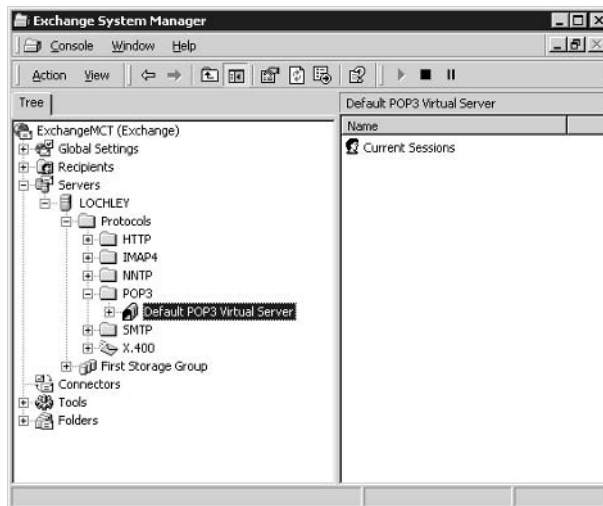 Exchange System Manager
Console Window Help
Action View
Tree
Default POP3 Virtual Server
ExchangeMCT (Exchange)
Global Settings
Recipients
Servers
LOCHLEY
Protocols
HTTP
IMAP4
NNTP
POP3
Default POP3 Virtual Server
SMTP
X.400
First Storage Group
Connectors
Tools
Folders
Name
Current Sessions